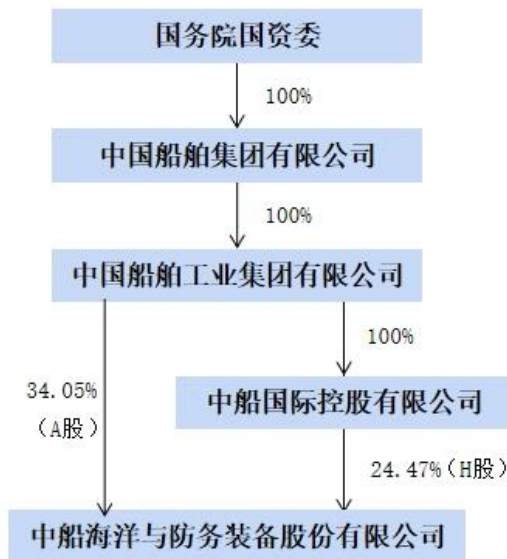 国务院国资委
100%
中国船舶集团有限公司
100%
中国船舶工业集团有限公司
100%
34.05%
（A股）
中船国际控股有限公司
24.47%（H股）
中船海洋与防务装备股份有限公司